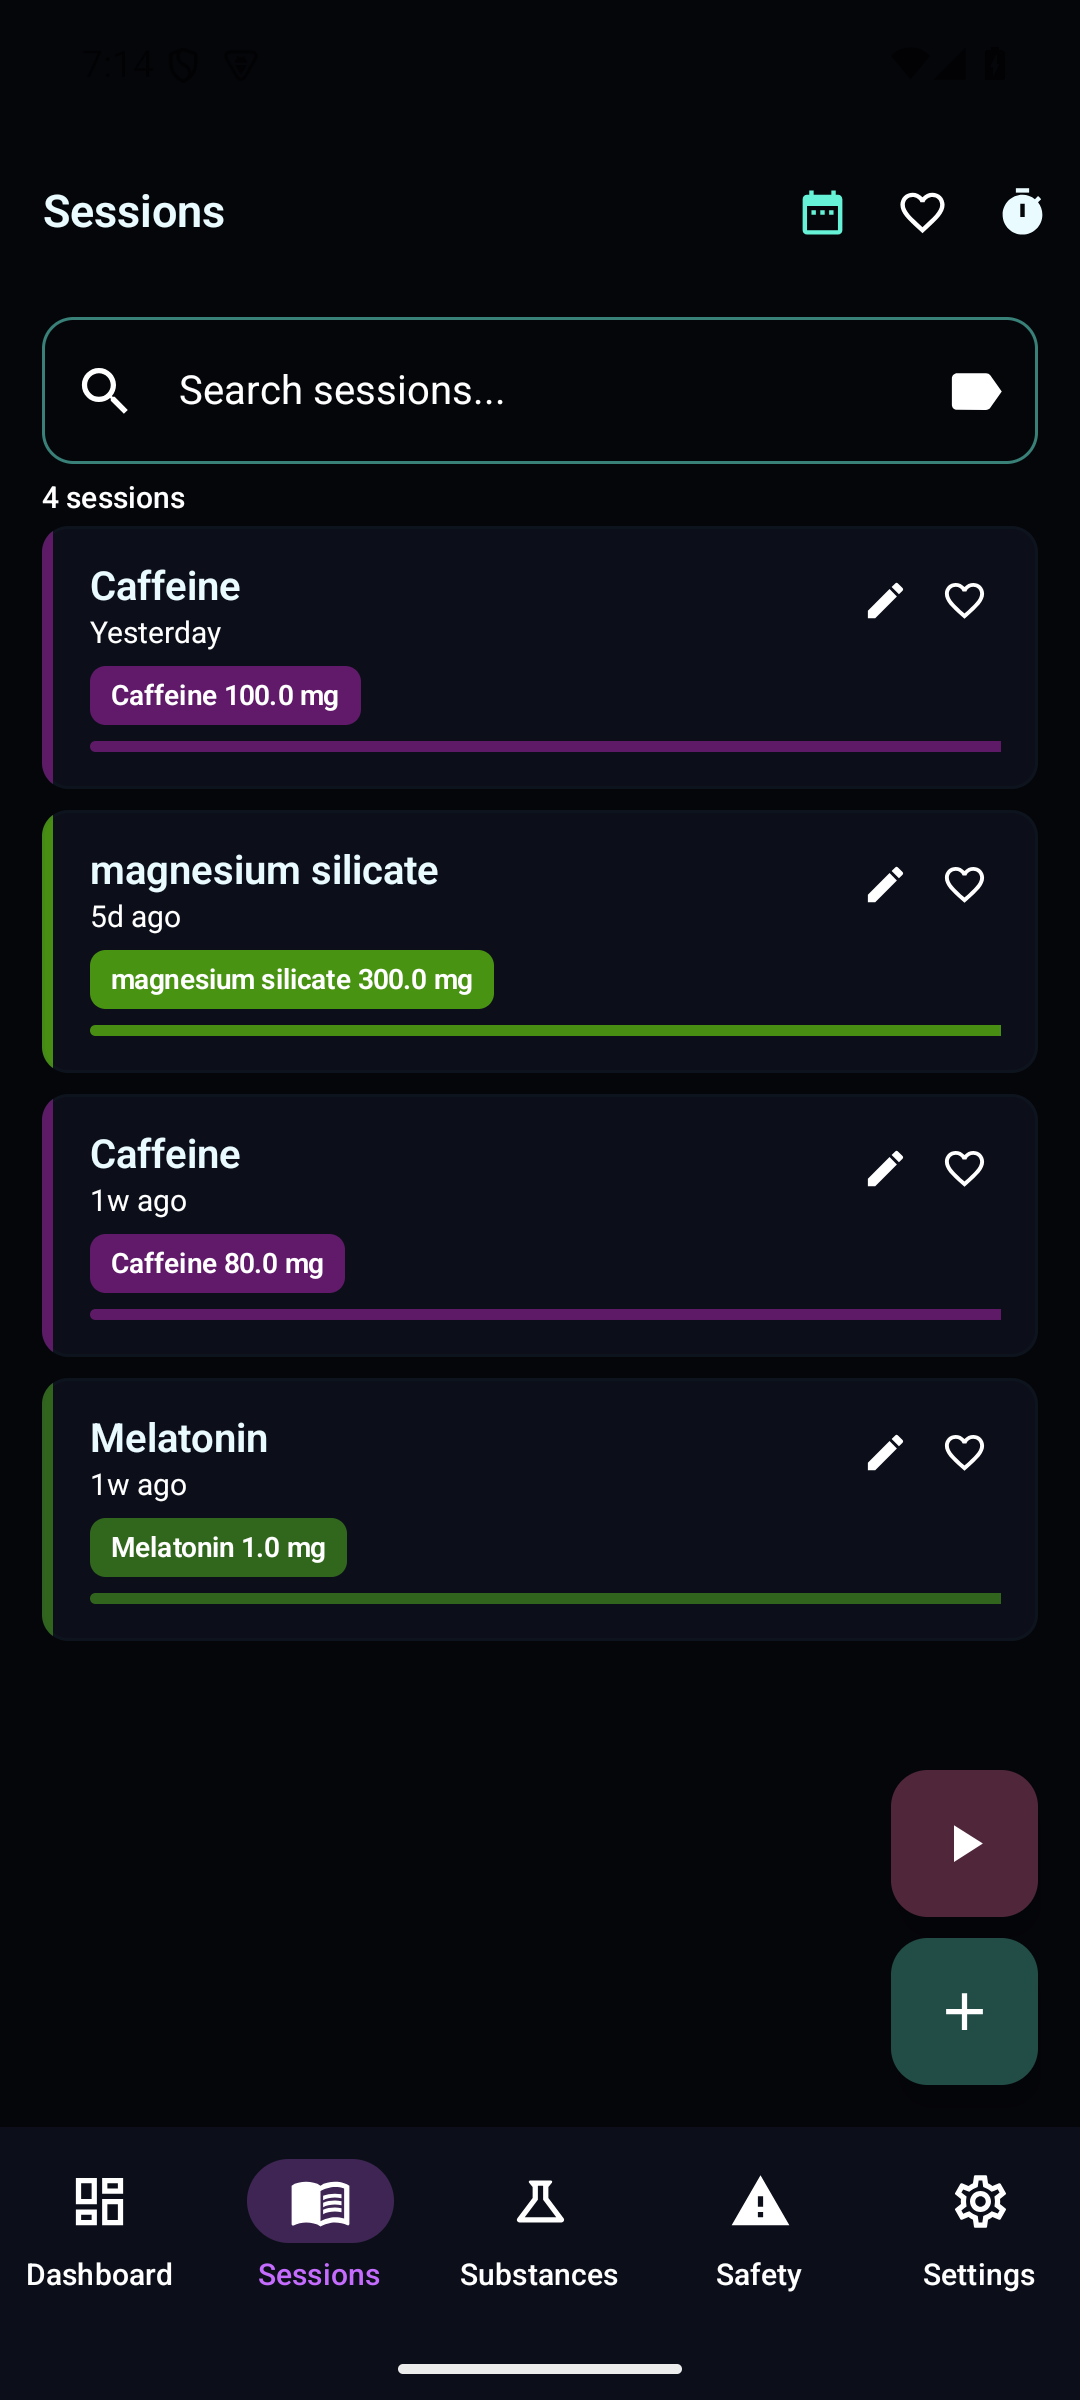 7:14
Sessions
Search sessions...
4 sessions
Caffeine
Yesterday
Caffeine 100.0 mg
magnesium silicate
5d ago
magnesium silicate 300.0 mg
Caffeine
1w ago
Caffeine 80.0 mg
Melatonin
1w ago
Melatonin 1.0 mg
Dashboard
Sessions
Substances
Safety
Settings